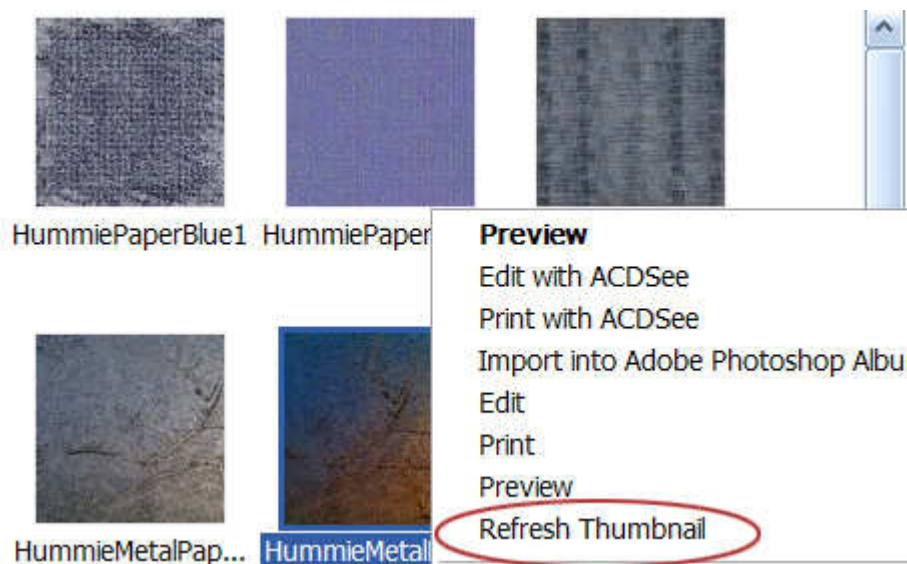 HummiePaperBlue1 HummiePaper
Preview
Edit with ACDSee
Print with ACDSee
Import into Adobe Photoshop Albu
Edit
Print
Preview
Refresh Thumbnail
HummieMetalPap... HummieMetal